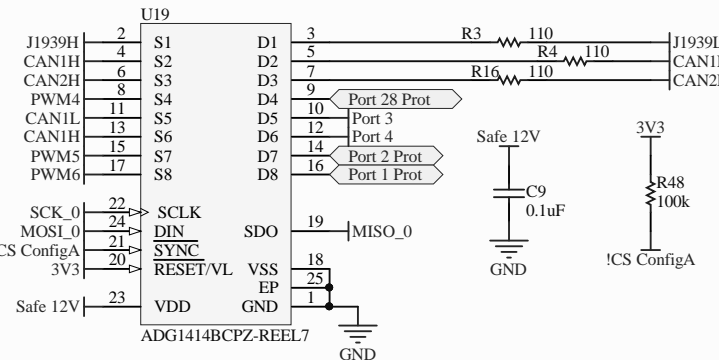 U19
J1939H 2 S1 D1 3 R3 110 J1939L
CAN1H 4 S2 D2 5 R4 110
CAN2H 6 S3 D3 7 R16 110
PWM4 8 S4 D4 9 Port 28 Prot
CAN1L 11 S5 D5 10 Port 3
CAN1H 13 S6 D6 12 Port 4
PWM5 15 S7 D7 14 Port 2 Prot
PWM6 17 S8 D8 16 Port 1 Prot
SCK_0 22 SCLK
MOSI_0 24 DIN SDO 19 MISO_0
CS ConfigA 21 SYNC
3V3 20 RESET/VL VSS 18
EP 25
Safe 12V 23 VDD GND 1
ADG1414BCPZ-REEL7
GND
Safe 12V
C9
0.1uF
GND
3V3
R48
100k
!CS ConfigA